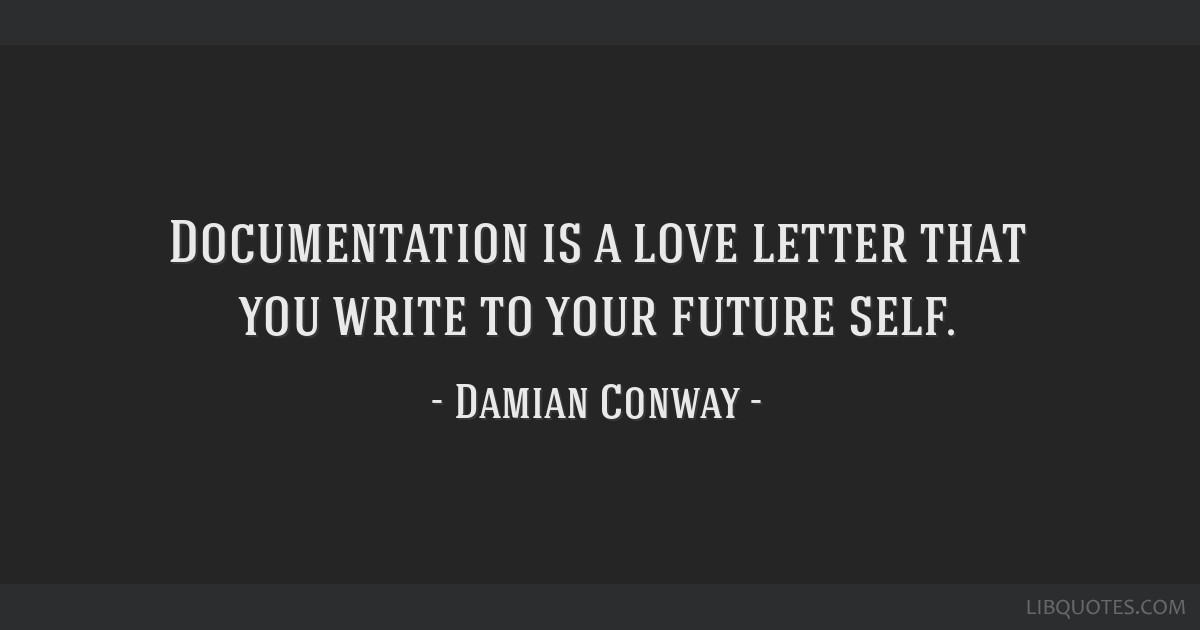 Documentation is a love letter that
you write to your future self.
- Damian Conway -
LIBQUOTES.COM